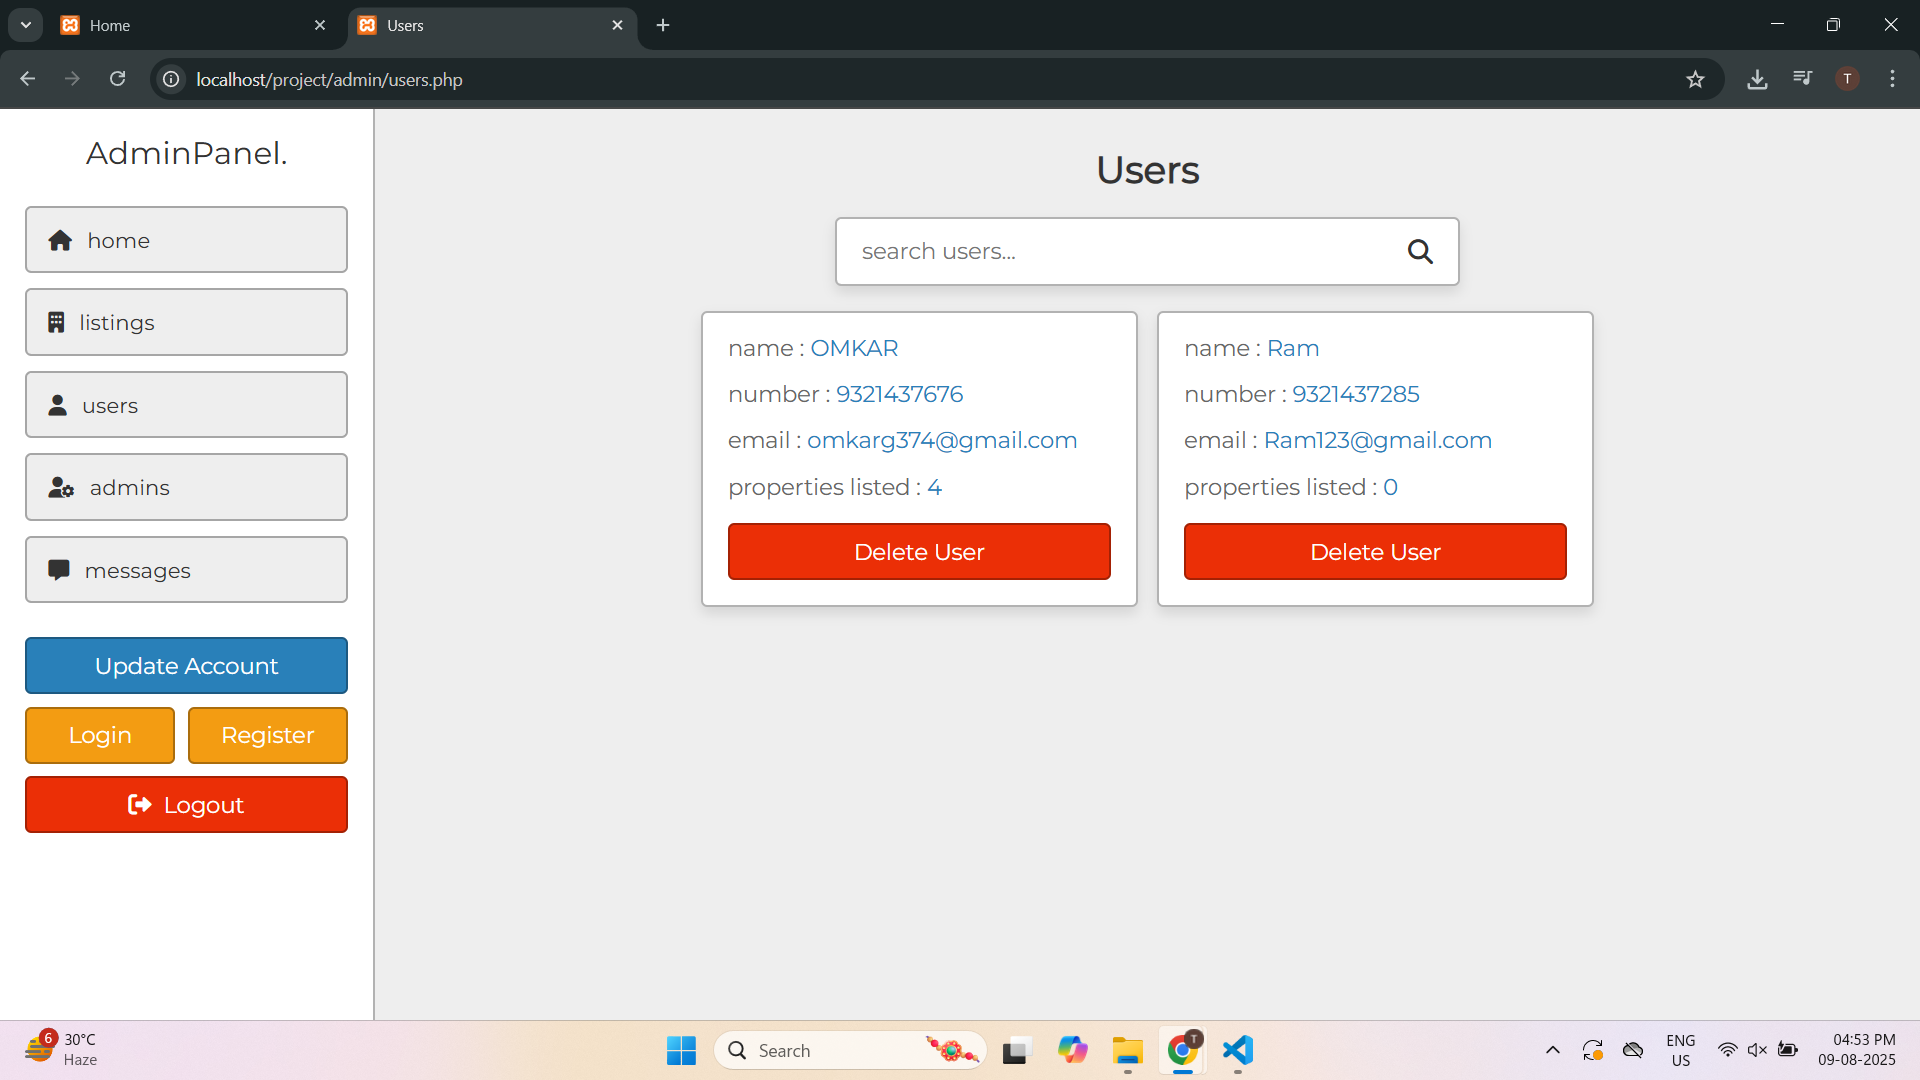 Home
Users
localhost/project/admin/users.php
T
AdminPanel.
home
listings
users
admins
messages
Update Account
Login
Register
Logout
Users
search users...
name : OMKAR
number : 9321437676
email : omkarg374@gmail.com
properties listed : 4
Delete User
name : Ram
number : 9321437285
email : Ram123@gmail.com
properties listed : 0
Delete User
6
30°C
Haze
Search
T
ENG
US
04:53 PM
09-08-2025